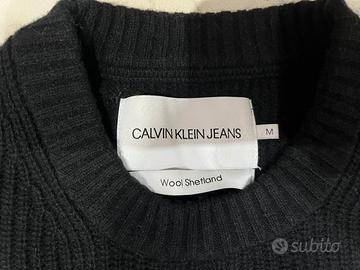 CALVIN KLEIN JEANS
M
Wool Shetland
subito